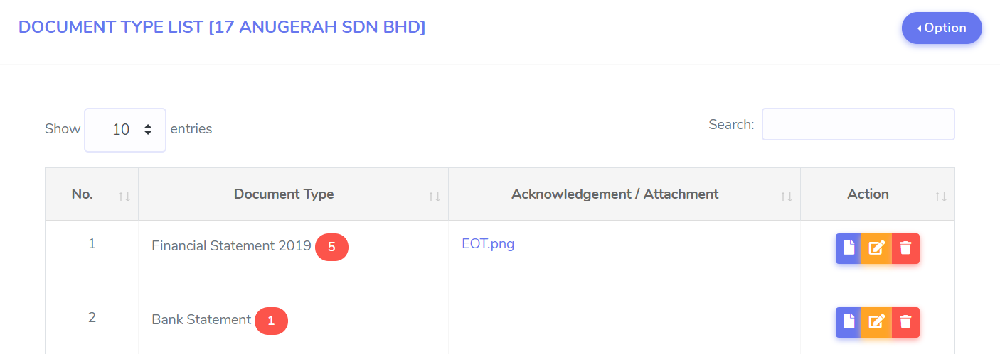 DOCUMENT TYPE LIST [17 ANUGERAH SDN BHD]
Option
Show 10 entries
Search:
No. Document Type Acknowledgement / Attachment Action
1 Financial Statement 2019 5 EOT.png
2 Bank Statement 1